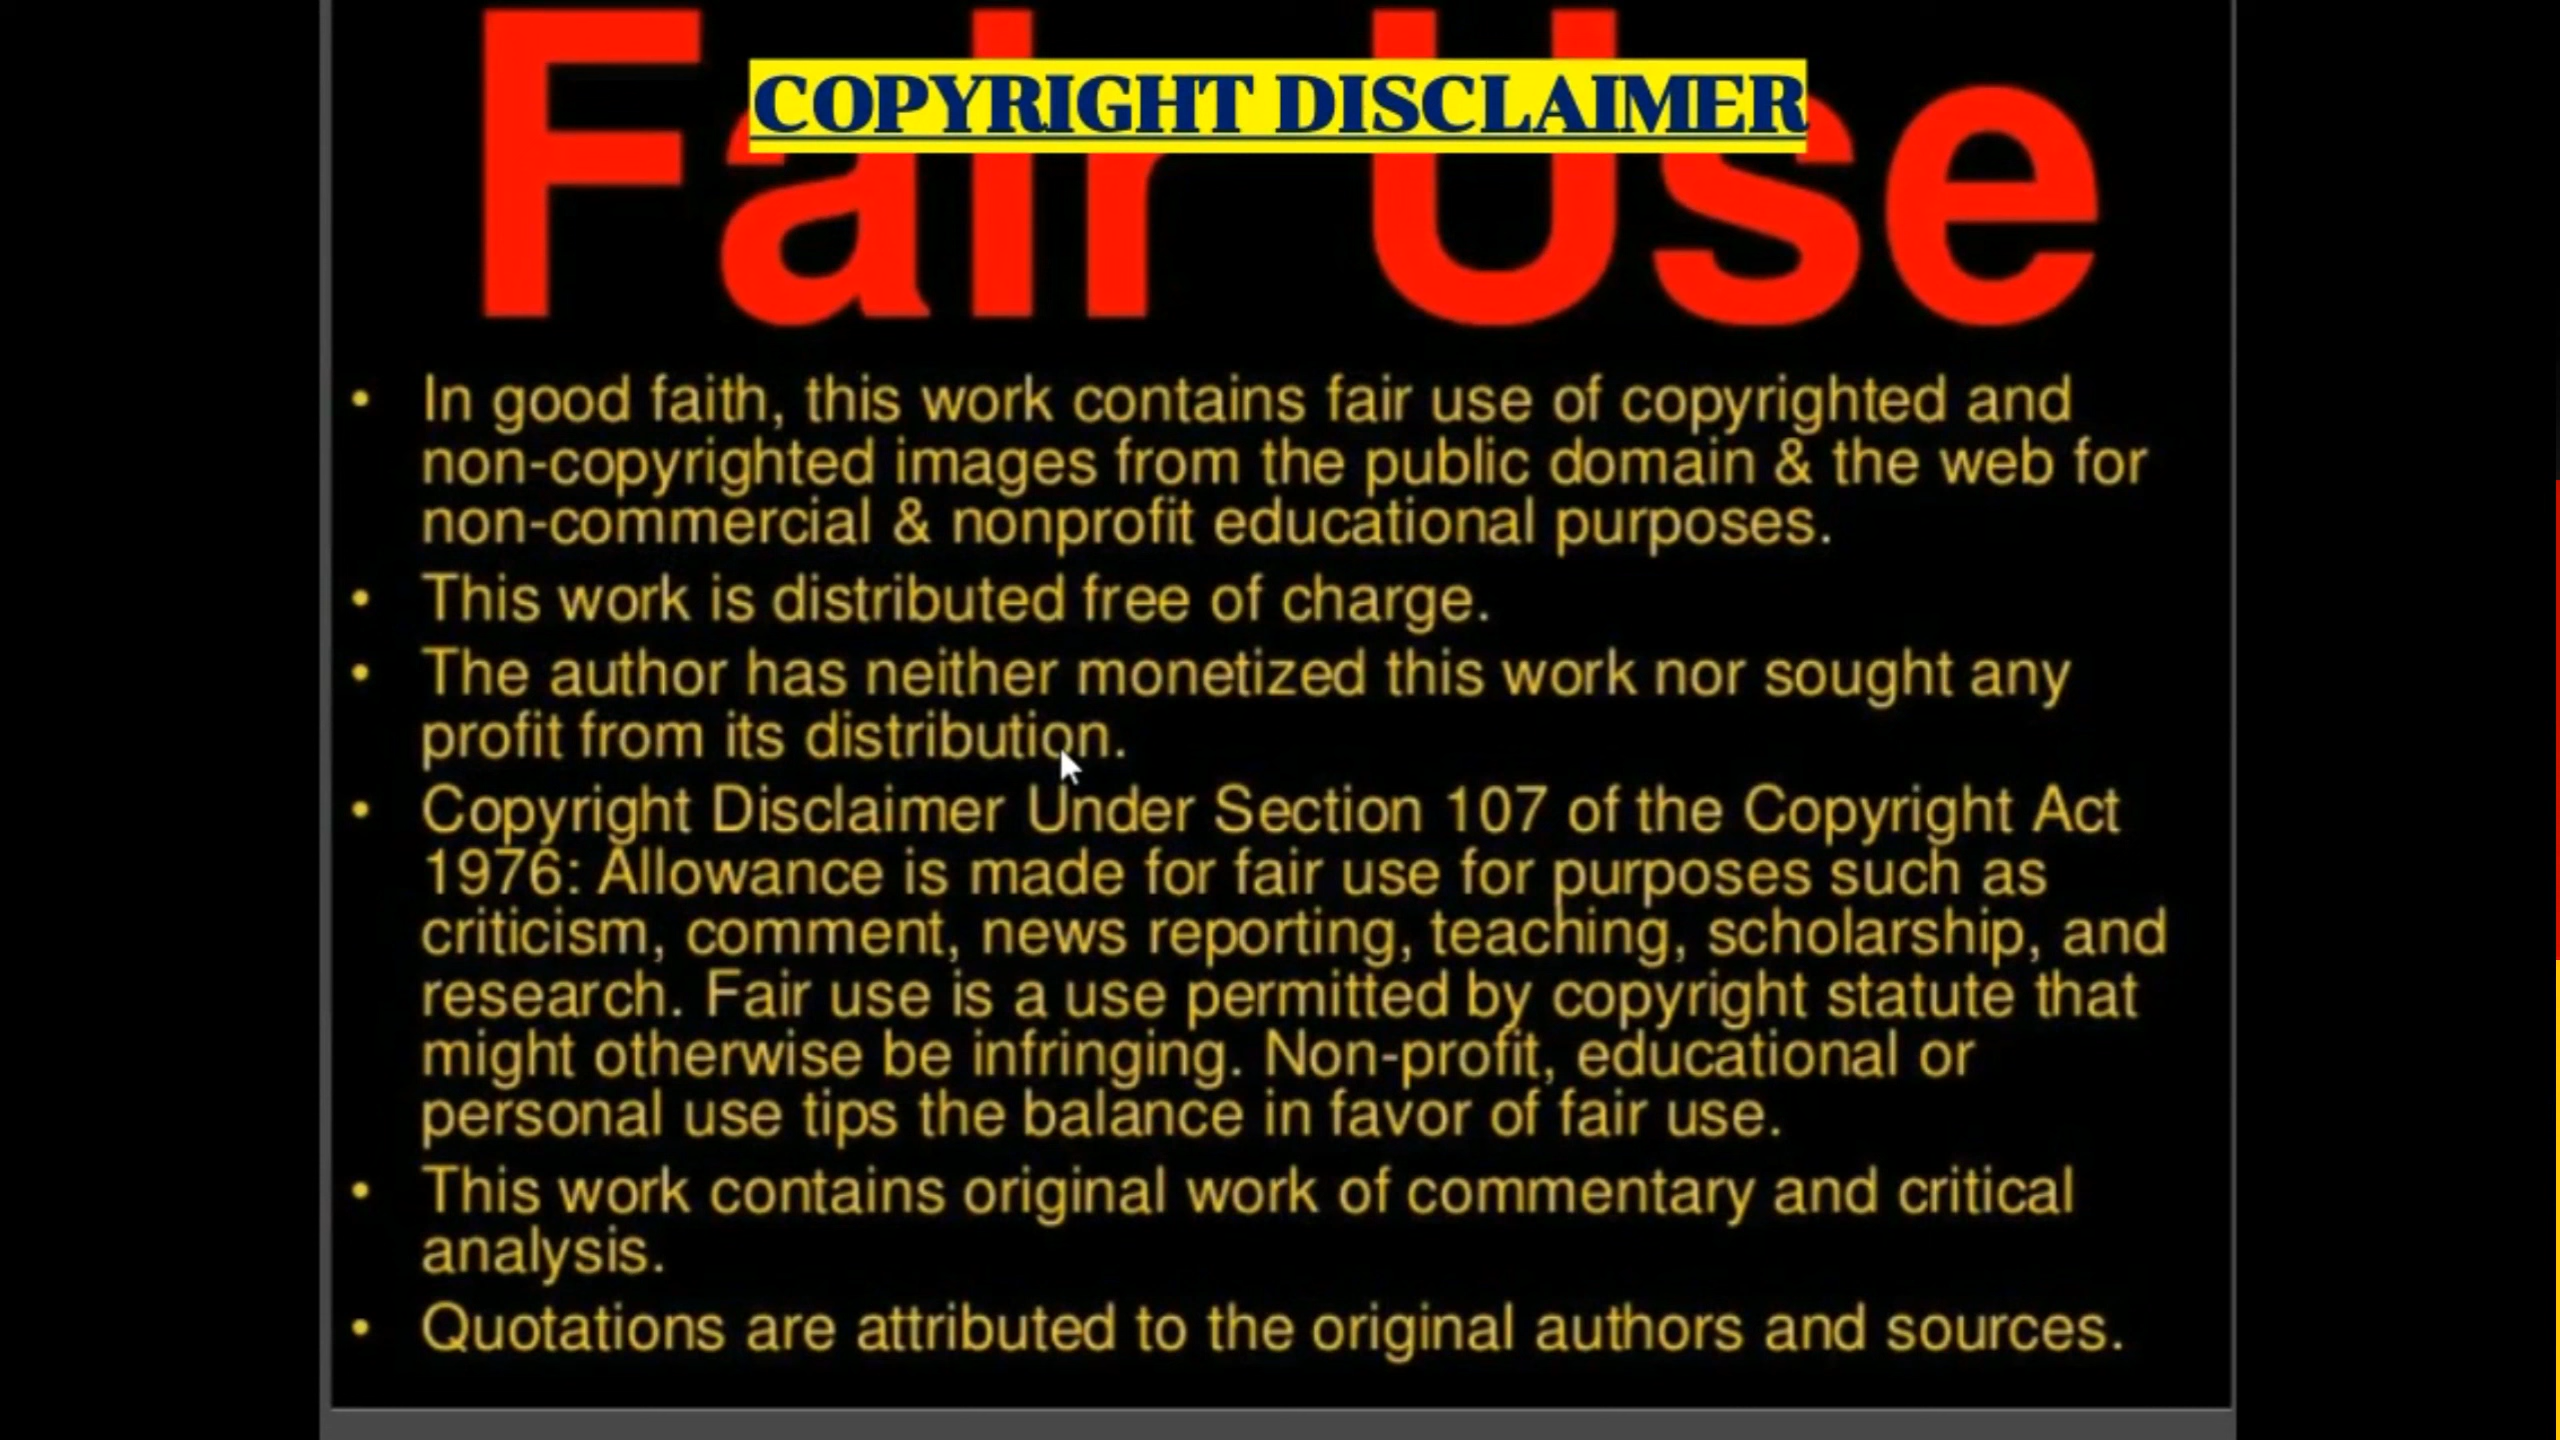 Fair Use
COPYRIGHT DISCLAIMER
• In good faith, this work contains fair use of copyrighted and
non-copyrighted images from the public domain & the web for
non-commercial & nonprofit educational purposes.
• This work is distributed free of charge.
• The author has neither monetized this work nor sought any
profit from its distribution.
• Copyright Disclaimer Under Section 107 of the Copyright Act
1976: Allowance is made for fair use for purposes such as
criticism, comment, news reporting, teaching, scholarship, and
research. Fair use is a use permitted by copyright statute that
might otherwise be infringing. Non-profit, educational or
personal use tips the balance in favor of fair use.
• This work contains original work of commentary and critical
analysis.
• Quotations are attributed to the original authors and sources.